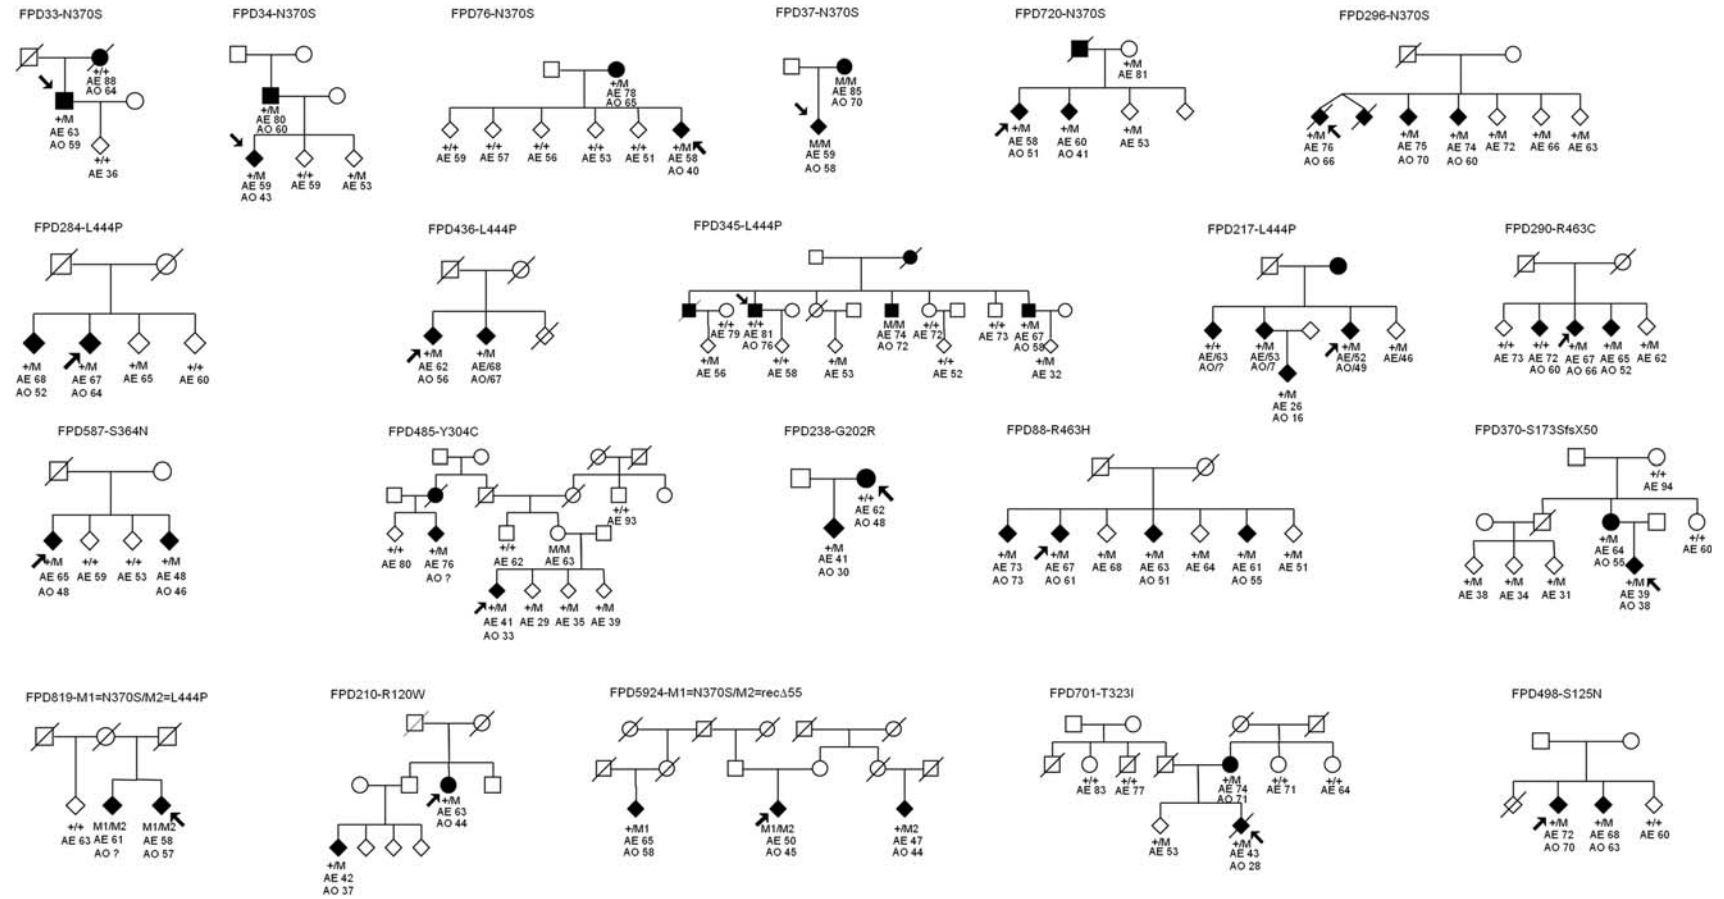 FPD33-N370S
+/+
AE 88
AO 64
+/M
AE 63
AO 59
+/+
AE 36
FPD34-N370S
+/M
AE 80
AO 60
+/M
AE 59
AO 43
+/+
AE 59
+/M
AE 53
FPD76-N370S
+/M
AE 78
AO 65
+/+
AE 59
+/+
AE 57
+/+
AE 56
+/+
AE 53
+/+
AE 51
+/M
AE 58
AO 40
FPD37-N370S
M/M
AE 85
AO 70
M/M
AE 59
AO 58
FPD720-N370S
+/M
AE 81
+/M
AE 58
AO 51
+/M
AE 60
AO 41
+/M
AE 53
FPD296-N370S
+/M
AE 76
AO 66
+/M
AE 75
AO 70
+/M
AE 74
AO 60
+/M
AE 72
+/M
AE 66
+/M
AE 63
FPD284-L444P
+/M
AE 68
AO 52
+/M
AE 67
AO 64
+/M
AE 65
+/+
AE 60
FPD436-L444P
+/M
AE 62
AO 56
+/M
AE/68
AO/67
FPD345-L444P
+/+
AE 79
+/M
AE 56
+/+
AE 81
AO 76
+/+
AE 58
+/M
AE 53
M/M
AE 74
AO 72
+/+
AE 72
+/+
AE 52
+/+
AE 73
+/M
AE 67
AO 58
+/M
AE 32
FPD217-L444P
+/+
AE/63
AO/?
+/M
AE/53
AO/7
+/M
AE/52
AO/49
+/M
AE/46
+/M
AE 26
AO 16
FPD290-R463C
+/+
AE 73
+/+
AE 72
AO 60
+/M
AE 67
AO 66
+/M
AE 65
AO 52
+/M
AE 62
FPD587-S364N
+/M
AE 65
AO 48
+/+
AE 59
+/+
AE 53
+/M
AE 48
AO 46
FPD485-Y304C
+/+
AE 93
+/+
AE 80
+/M
AE 76
AO ?
+/+
AE 62
M/M
AE 63
+/M
AE 41
AO 33
+/M
AE 29
+/M
AE 35
+/M
AE 39
FPD238-G202R
+/+
AE 62
AO 48
+/M
AE 41
AO 30
FPD88-R463H
+/M
AE 73
AO 73
+/M
AE 67
AO 61
+/M
AE 68
+/M
AE 63
AO 51
+/M
AE 64
+/M
AE 61
AO 55
+/M
AE 51
FPD370-S173SfsX50
+/+
AE 94
+/M
AE 64
AO 55
+/+
AE 60
+/M
AE 38
+/M
AE 34
+/M
AE 31
+/M
AE 39
AO 38
FPD819-M1=N370S/M2=L444P
+/+
AE 63
M1/M2
AE 61
AO ?
M1/M2
AE 58
AO 57
FPD210-R120W
+/M
AE 63
AO 44
+/M
AE 42
AO 37
FPD5924-M1=N370S/M2=recΔ55
+/M1
AE 65
AO 58
M1/M2
AE 50
AO 45
+/M2
AE 47
AO 44
FPD701-T323I
+/+
AE 83
+/+
AE 77
+/M
AE 74
AO 71
+/+
AE 71
+/+
AE 64
+/M
AE 53
+/M
AE 43
AO 28
FPD498-S125N
+/M
AE 72
AO 70
+/M
AE 68
AO 63
+/+
AE 60